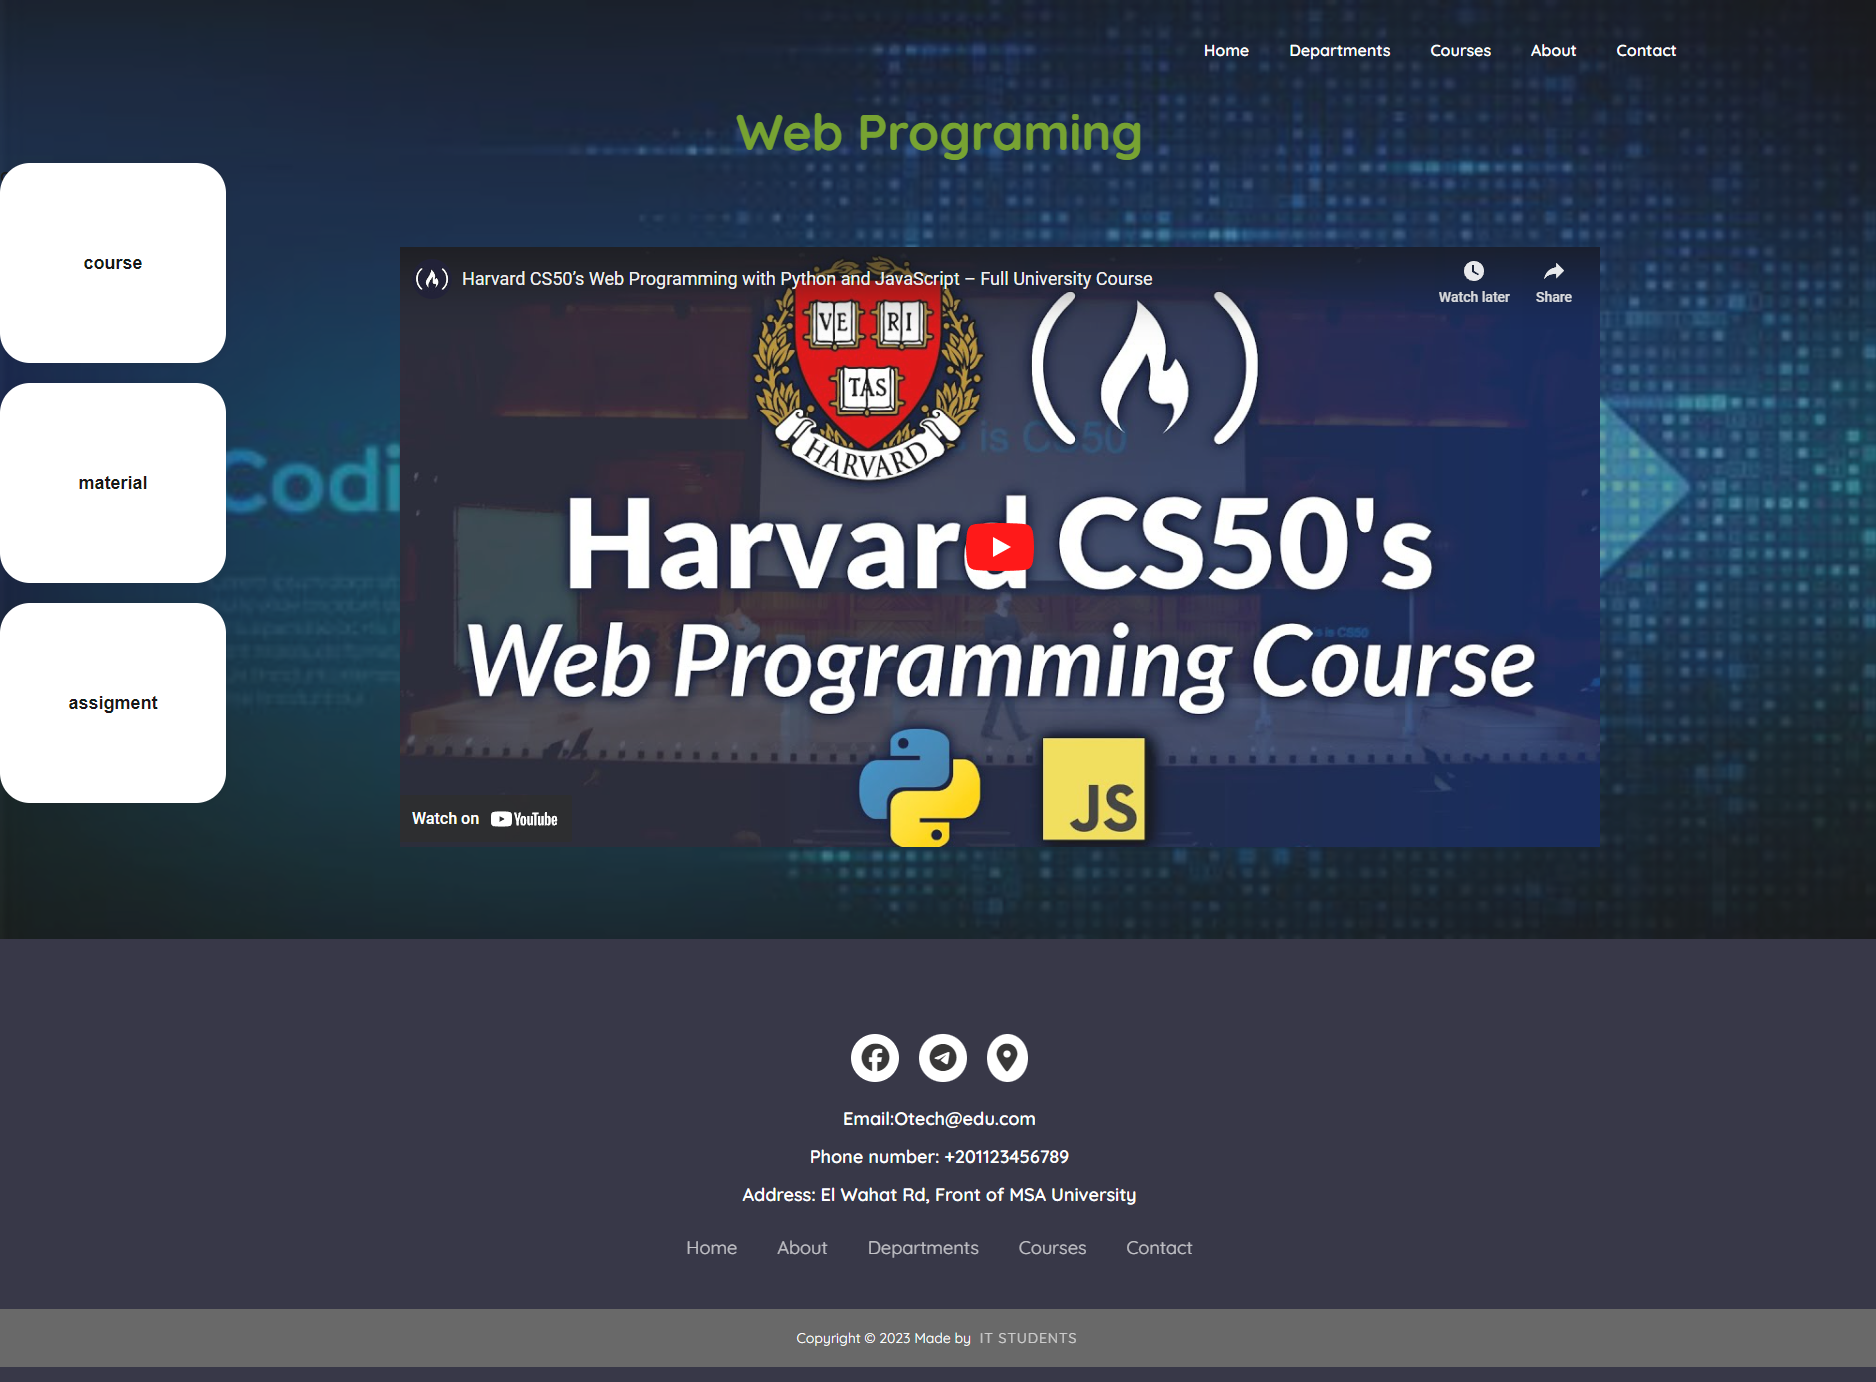 Home Departments Courses About Contact
Web Programing
course
material
assigment
Harvard CS50’s Web Programming with Python and JavaScript – Full University Course
Watch later Share
VE RI
TAS
HARVARD
is CS50
Harvard CS50's
Web Programming Course
is CS50
JS
Watch on YouTube
Codi
Email:Otech@edu.com
Phone number: +201123456789
Address: El Wahat Rd, Front of MSA University
Home About Departments Courses Contact
Copyright © 2023 Made by IT STUDENTS